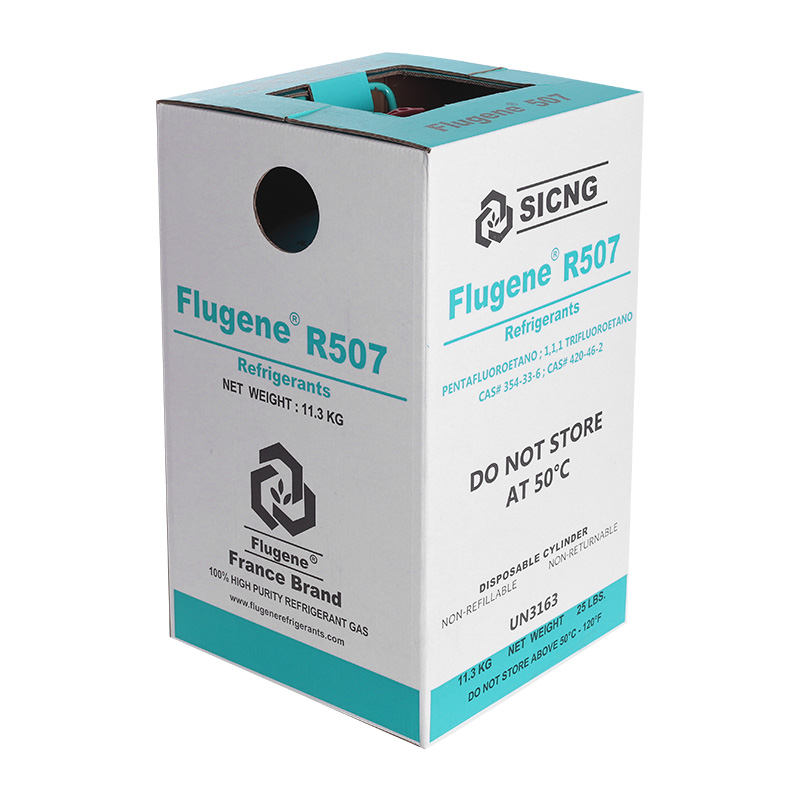 Flugene® 507
Flugene® R507
Refrigerants
NET WEIGHT : 11.3 KG
Flugene®
France Brand
100% HIGH PURITY REFRIGERANT GAS
www.flugenerefrigerants.com
SICNG
Flugene® R507
Refrigerants
PENTAFLUOROETANO ; 1,1,1 TRIFLUOROETANO
CAS# 354-33-6 ; CAS# 420-46-2
DO NOT STORE
AT 50°C
DISPOSABLE CYLINDER
NON-REFILLABLE NON-RETURNABLE
UN3163
11.3 KG NET WEIGHT 25 LBS.
DO NOT STORE ABOVE 50°C - 120°F